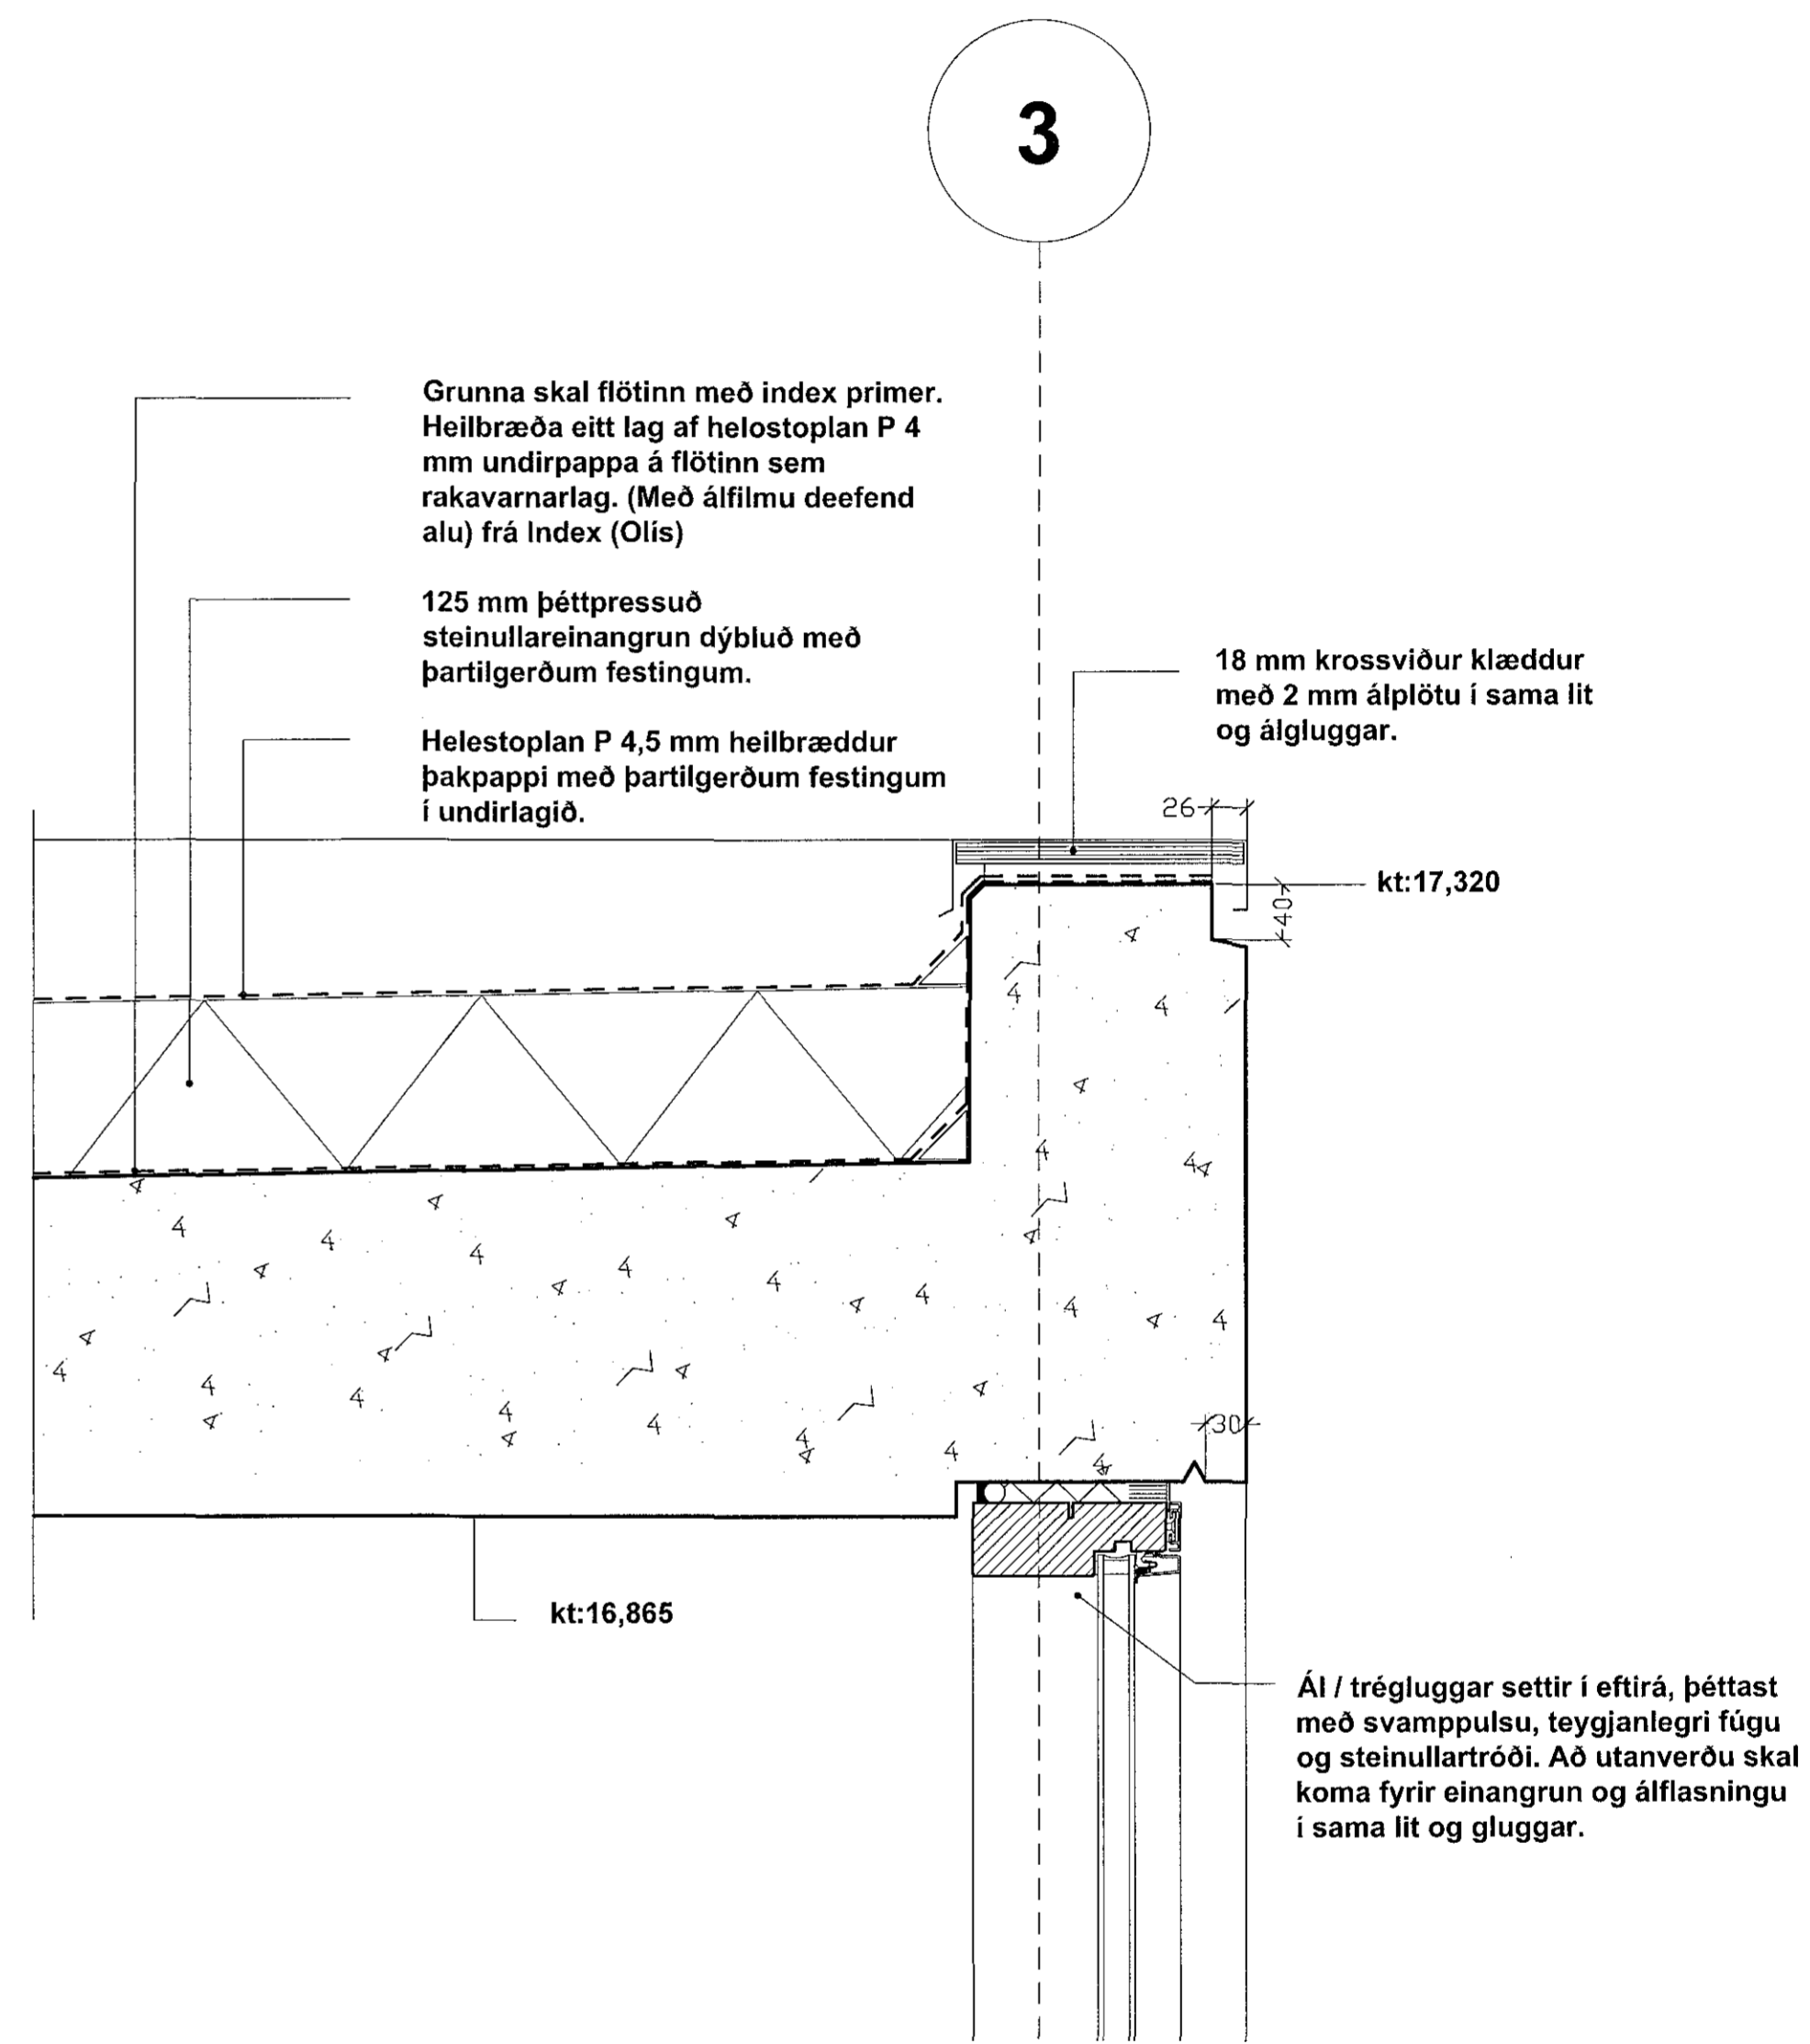 3
Grunna skal flötinn með index primer.
Heilbræða eitt lag af helostoplan P 4
mm undirpappa á flötinn sem
rakavarnarlag. (Með álfilmu deefend
alu) frá Index (Olís)
125 mm þéttpressuð
steinullareinangrun dýbluð með
þartilgerðum festingum.
Helestoplan P 4,5 mm heilbræddur
þakpappi með þartilgerðum festingum
í undirlagið.
18 mm krossviður klæddur
með 2 mm álplötu í sama lit
og álgluggar.
26
kt:17,320
40
30
kt:16,865
Ál / trégluggar settir í eftirá, þéttast
með svamppulsu, teygjanlegri fúgu
og steinullartróði. Að utanverðu skal
koma fyrir einangrun og álflasningu
í sama lit og gluggar.